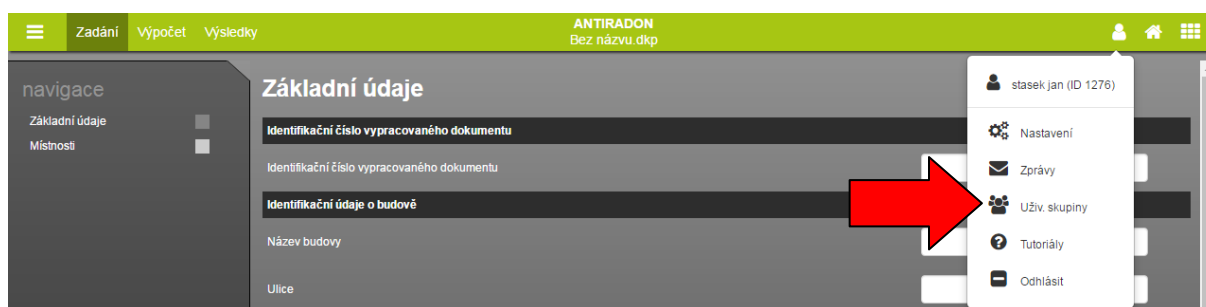 Zadání Výpočet Výsledky
ANTIRADON
Bez názvu.dkp
navigace
Základní údaje
Místnosti
Základní údaje
Identifikační číslo vypracovaného dokumentu
Identifikační číslo vypracovaného dokumentu
Identifikační údaje o budově
Název budovy
Ulice
stasek jan (ID 1276)
Nastavení
Zprávy
Uživ. skupiny
Tutoriály
Odhlásit